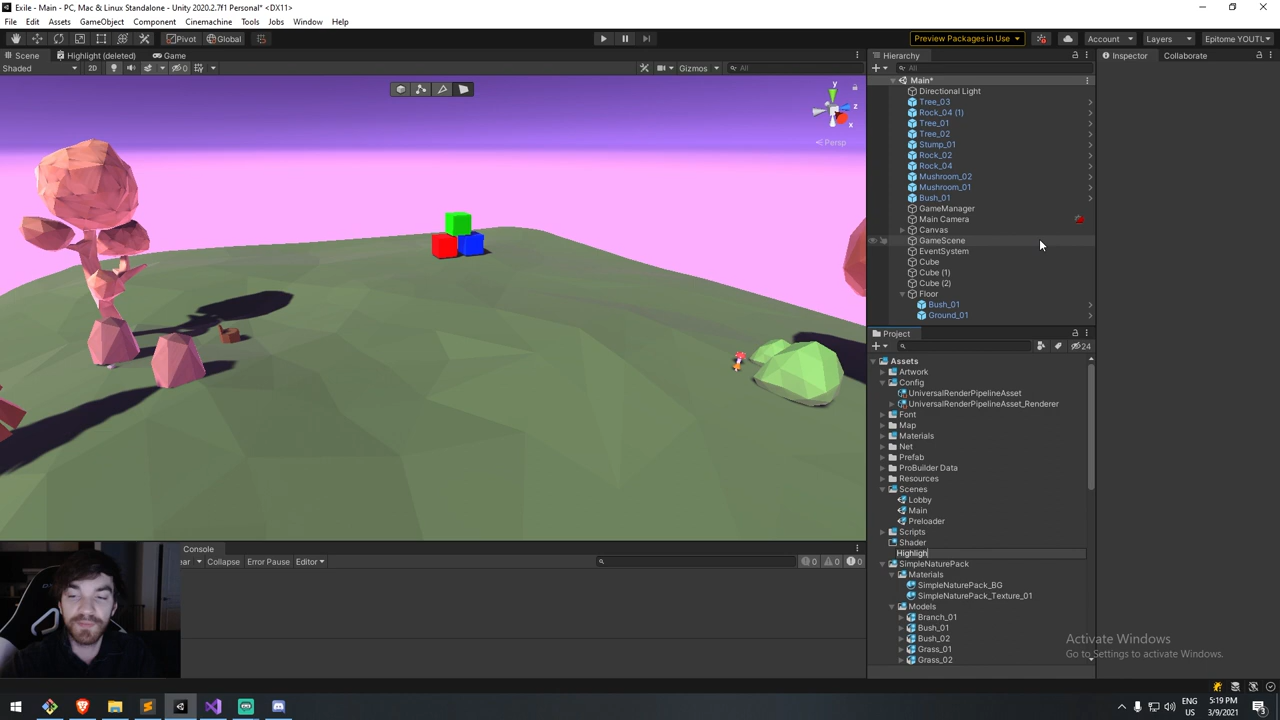 Exile - Main - PC, Mac & Linux Standalone - Unity 2020.2.7f1 Personal* <DX11>
File Edit Assets GameObject Component Cinemachine Tools Jobs Window Help
Pivot Global Preview Packages in Use Account Layers Epitome YOUTU
Scene Highlight (deleted) Game Hierarchy Inspector Collaborate
Shaded 2D 0 Gizmos All All
Main*
Directional Light
Tree_03
Rock_04 (1)
Tree_01
Tree_02
Stump_01
Rock_02
Rock_04
Mushroom_02
Mushroom_01
Bush_01
GameManager
Main Camera
Canvas
GameScene
EventSystem
Cube
Cube (1)
Cube (2)
Floor
Bush_01
Ground_01
y
z
x
Persp
Project
24
Assets
Artwork
Config
UniversalRenderPipelineAsset
UniversalRenderPipelineAsset_Renderer
Font
Map
Materials
Net
Prefab
ProBuilder Data
Resources
Scenes
Lobby
Main
Preloader
Scripts
Shader
Highligh
SimpleNaturePack
Materials
SimpleNaturePack_BG
SimpleNaturePack_Texture_01
Models
Branch_01
Bush_01
Bush_02
Grass_01
Grass_02
Console
ear Collapse Error Pause Editor 0 0 0
Activate Windows
Go to Settings to activate Windows.
ENG
US
5:19 PM
3/9/2021
3